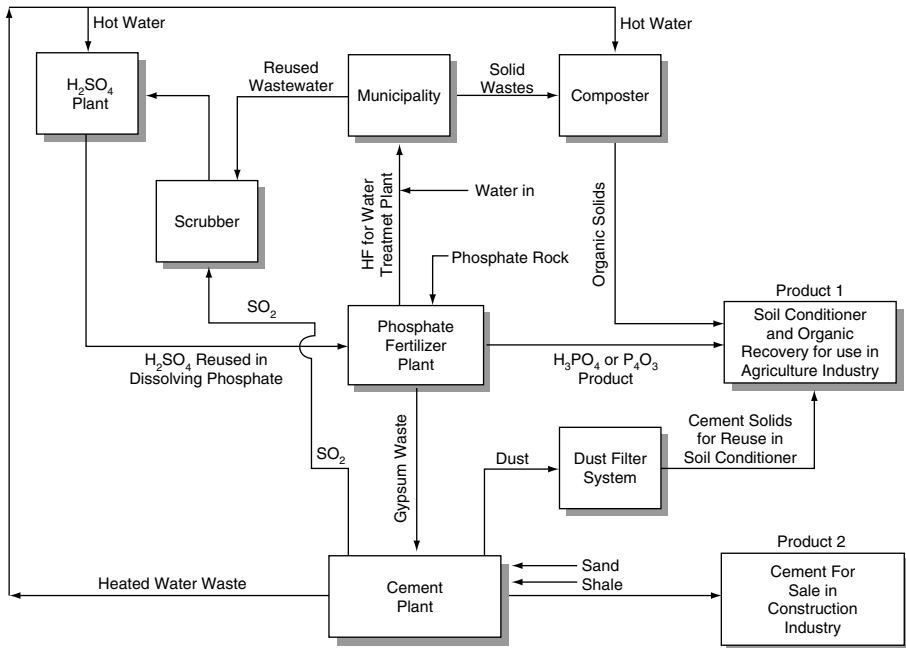 Hot Water
Hot Water
H₂SO₄
Plant
Reused
Wastewater
Municipality
Solid
Wastes
Composter
Scrubber
HF for Water
Treatmet Plant
Water in
Organic Solids
Phosphate Rock
SO₂
Phosphate
Fertilizer
Plant
H₂SO₄ Reused in
Dissolving Phosphate
H₃PO₄ or P₄O₃
Product
Product 1
Soil Conditioner
and Organic
Recovery for use in
Agriculture Industry
Cement Solids
for Reuse in
Soil Conditioner
SO₂
Gypsum Waste
Dust
Dust Filter
System
Heated Water Waste
Cement
Plant
Sand
Shale
Product 2
Cement For
Sale in
Construction
Industry